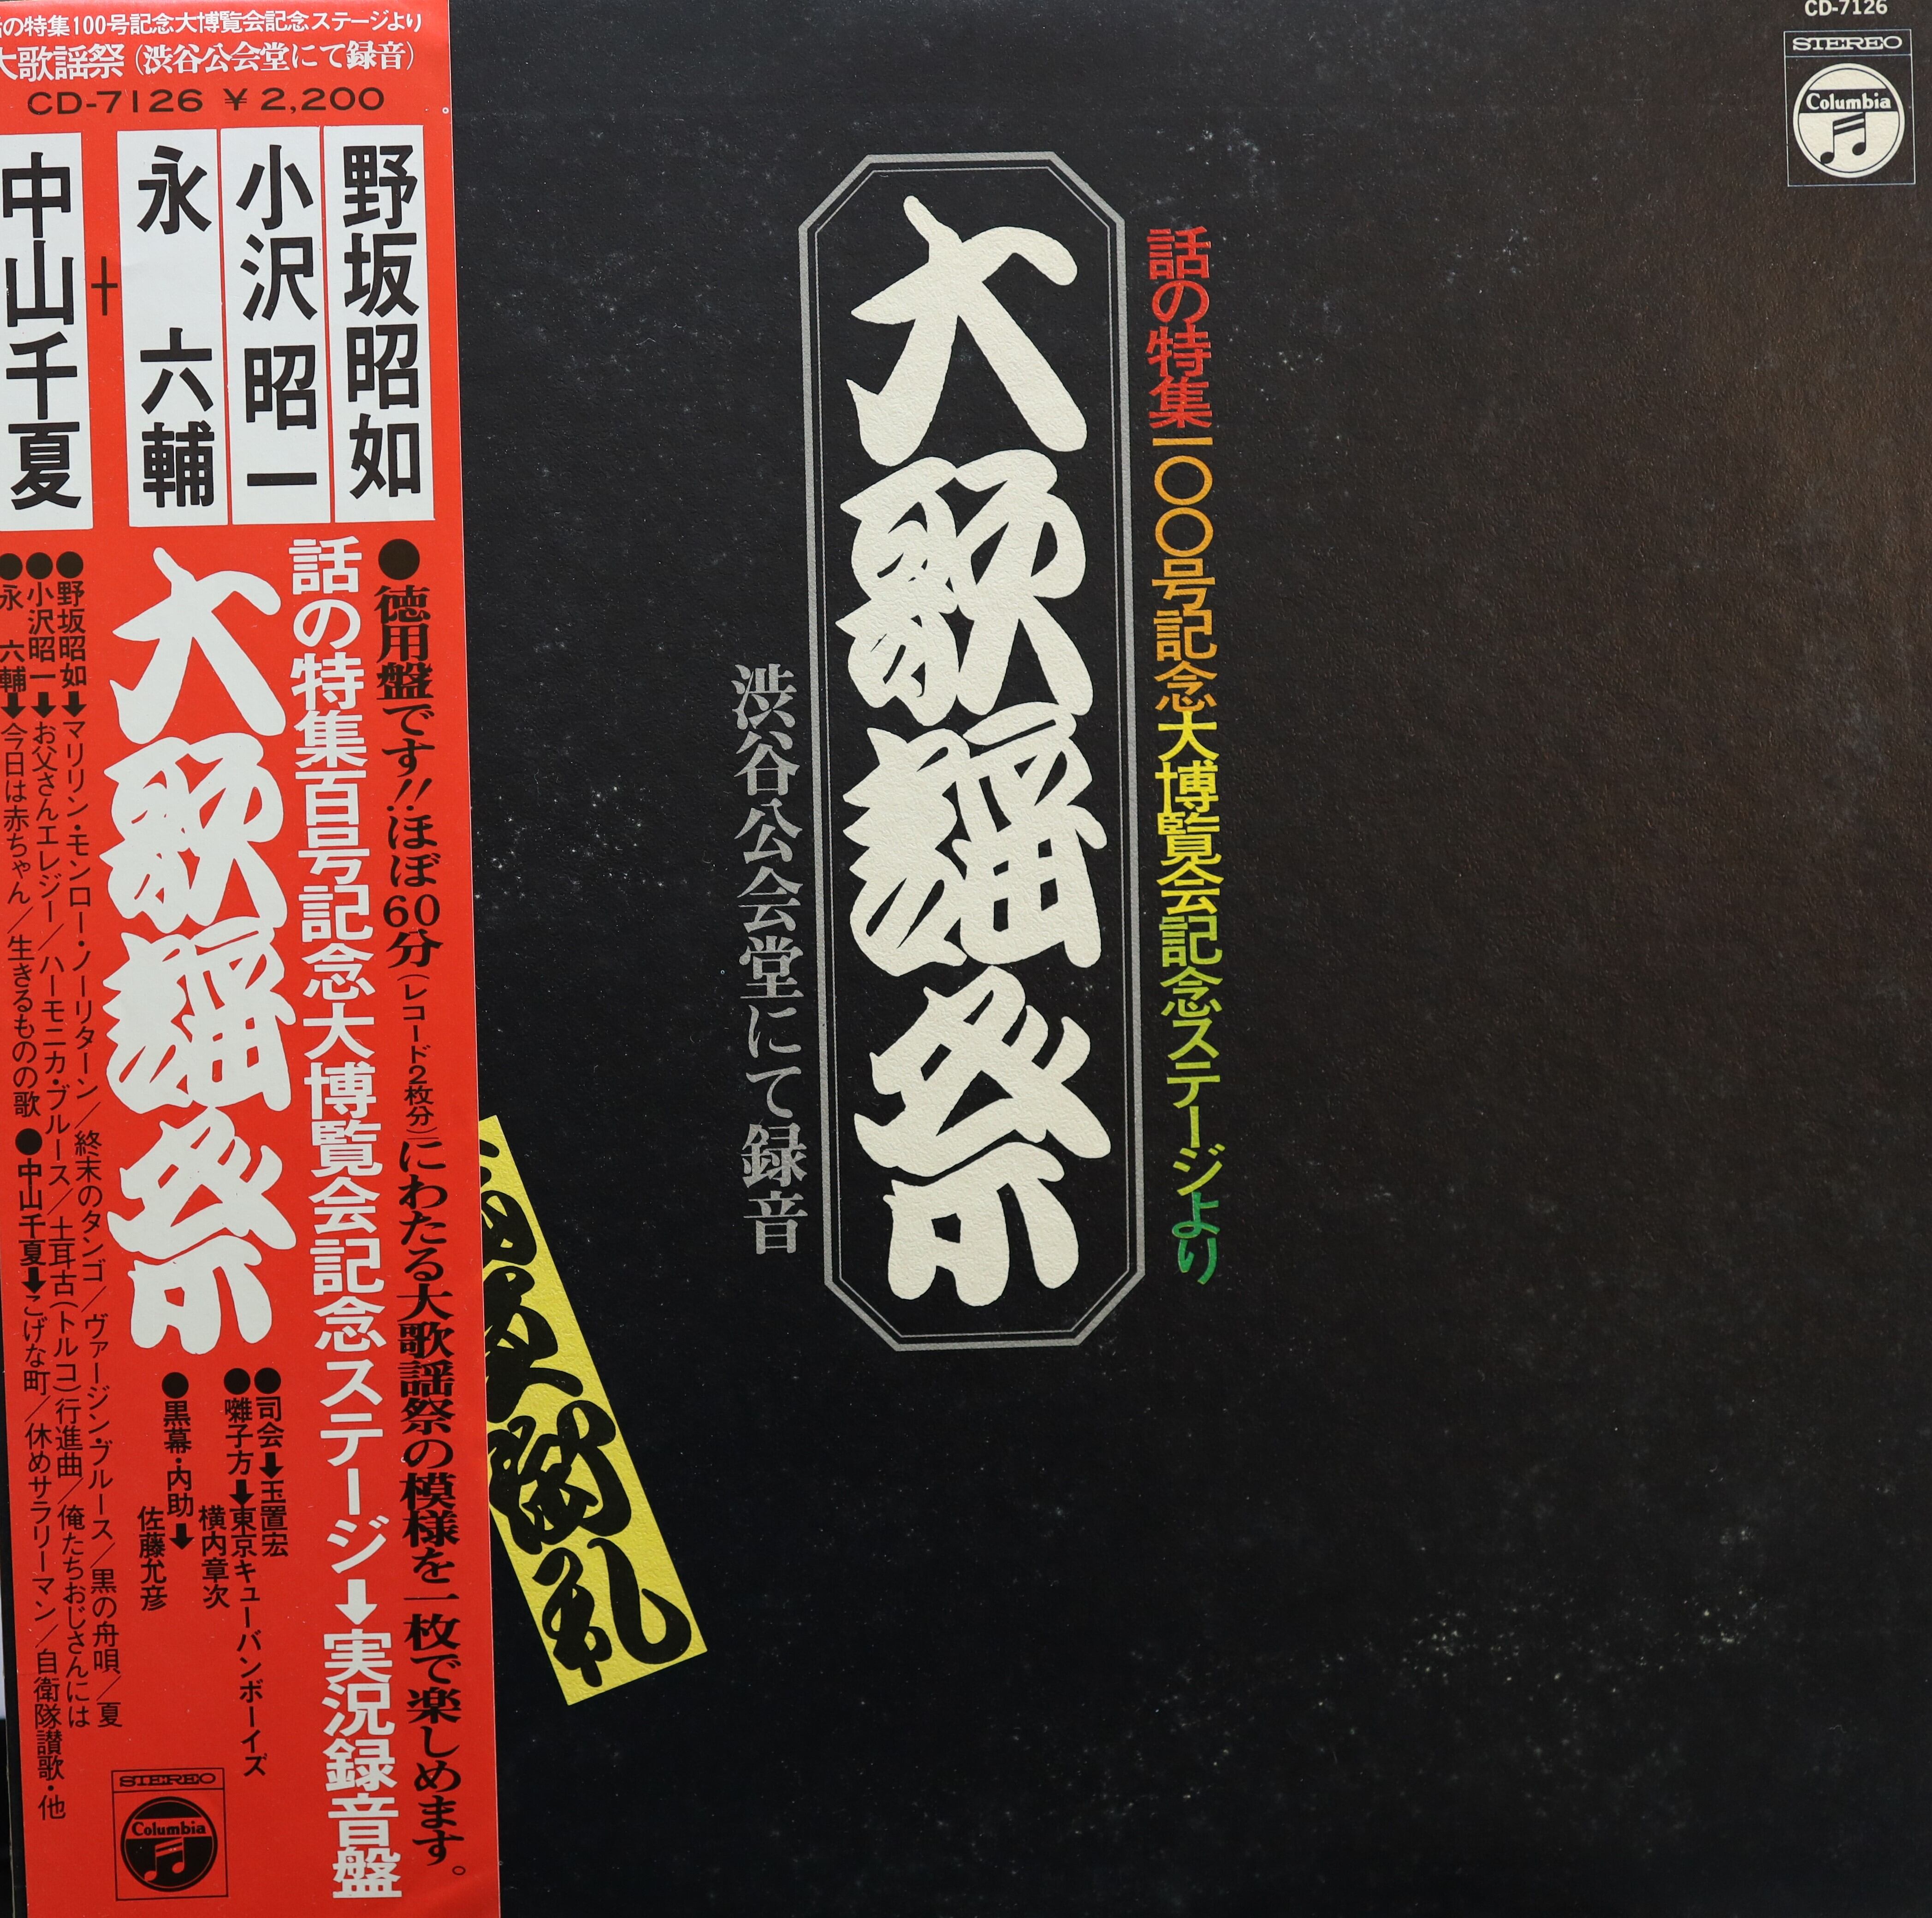 の特集100号記念大博覧会記念ステージより
大歌謡祭(渋谷公会堂にて録音)
CD-7126 ¥2,200
野坂昭如
小沢昭一
永 六輔
+
中山千夏
●徳用盤です!!ほぼ60分(レコード2枚分)にわたる大歌謡祭の模様を一枚で楽しめます。
話の特集百号記念大博覧会記念ステージ➡実況録音盤
大歌謡祭
●司会➡玉置宏
●囃子方➡東京キューバンボーイズ
横内章次
●黒幕・内助➡
佐藤允彦
●野坂昭如➡マリリン・モンロー・ノーリターン/終末のタンゴ/ヴァージン・ブルース/黒の舟唄/夏
●小沢昭一➡お父さんエレジー/ハーモニカ・ブルース/土耳古(トルコ)行進曲/俺たちおじさんには
●永 六輔➡今日は赤ちゃん/生きるものの歌●中山千夏➡こげな町/休めサラリーマン/自衛隊讃歌・他
STEREO
Columbia
CD-7126
STEREO
Columbia
話の特集一〇〇号記念大博覧会記念ステージより
大歌謡祭
渋谷公会堂にて録音
札